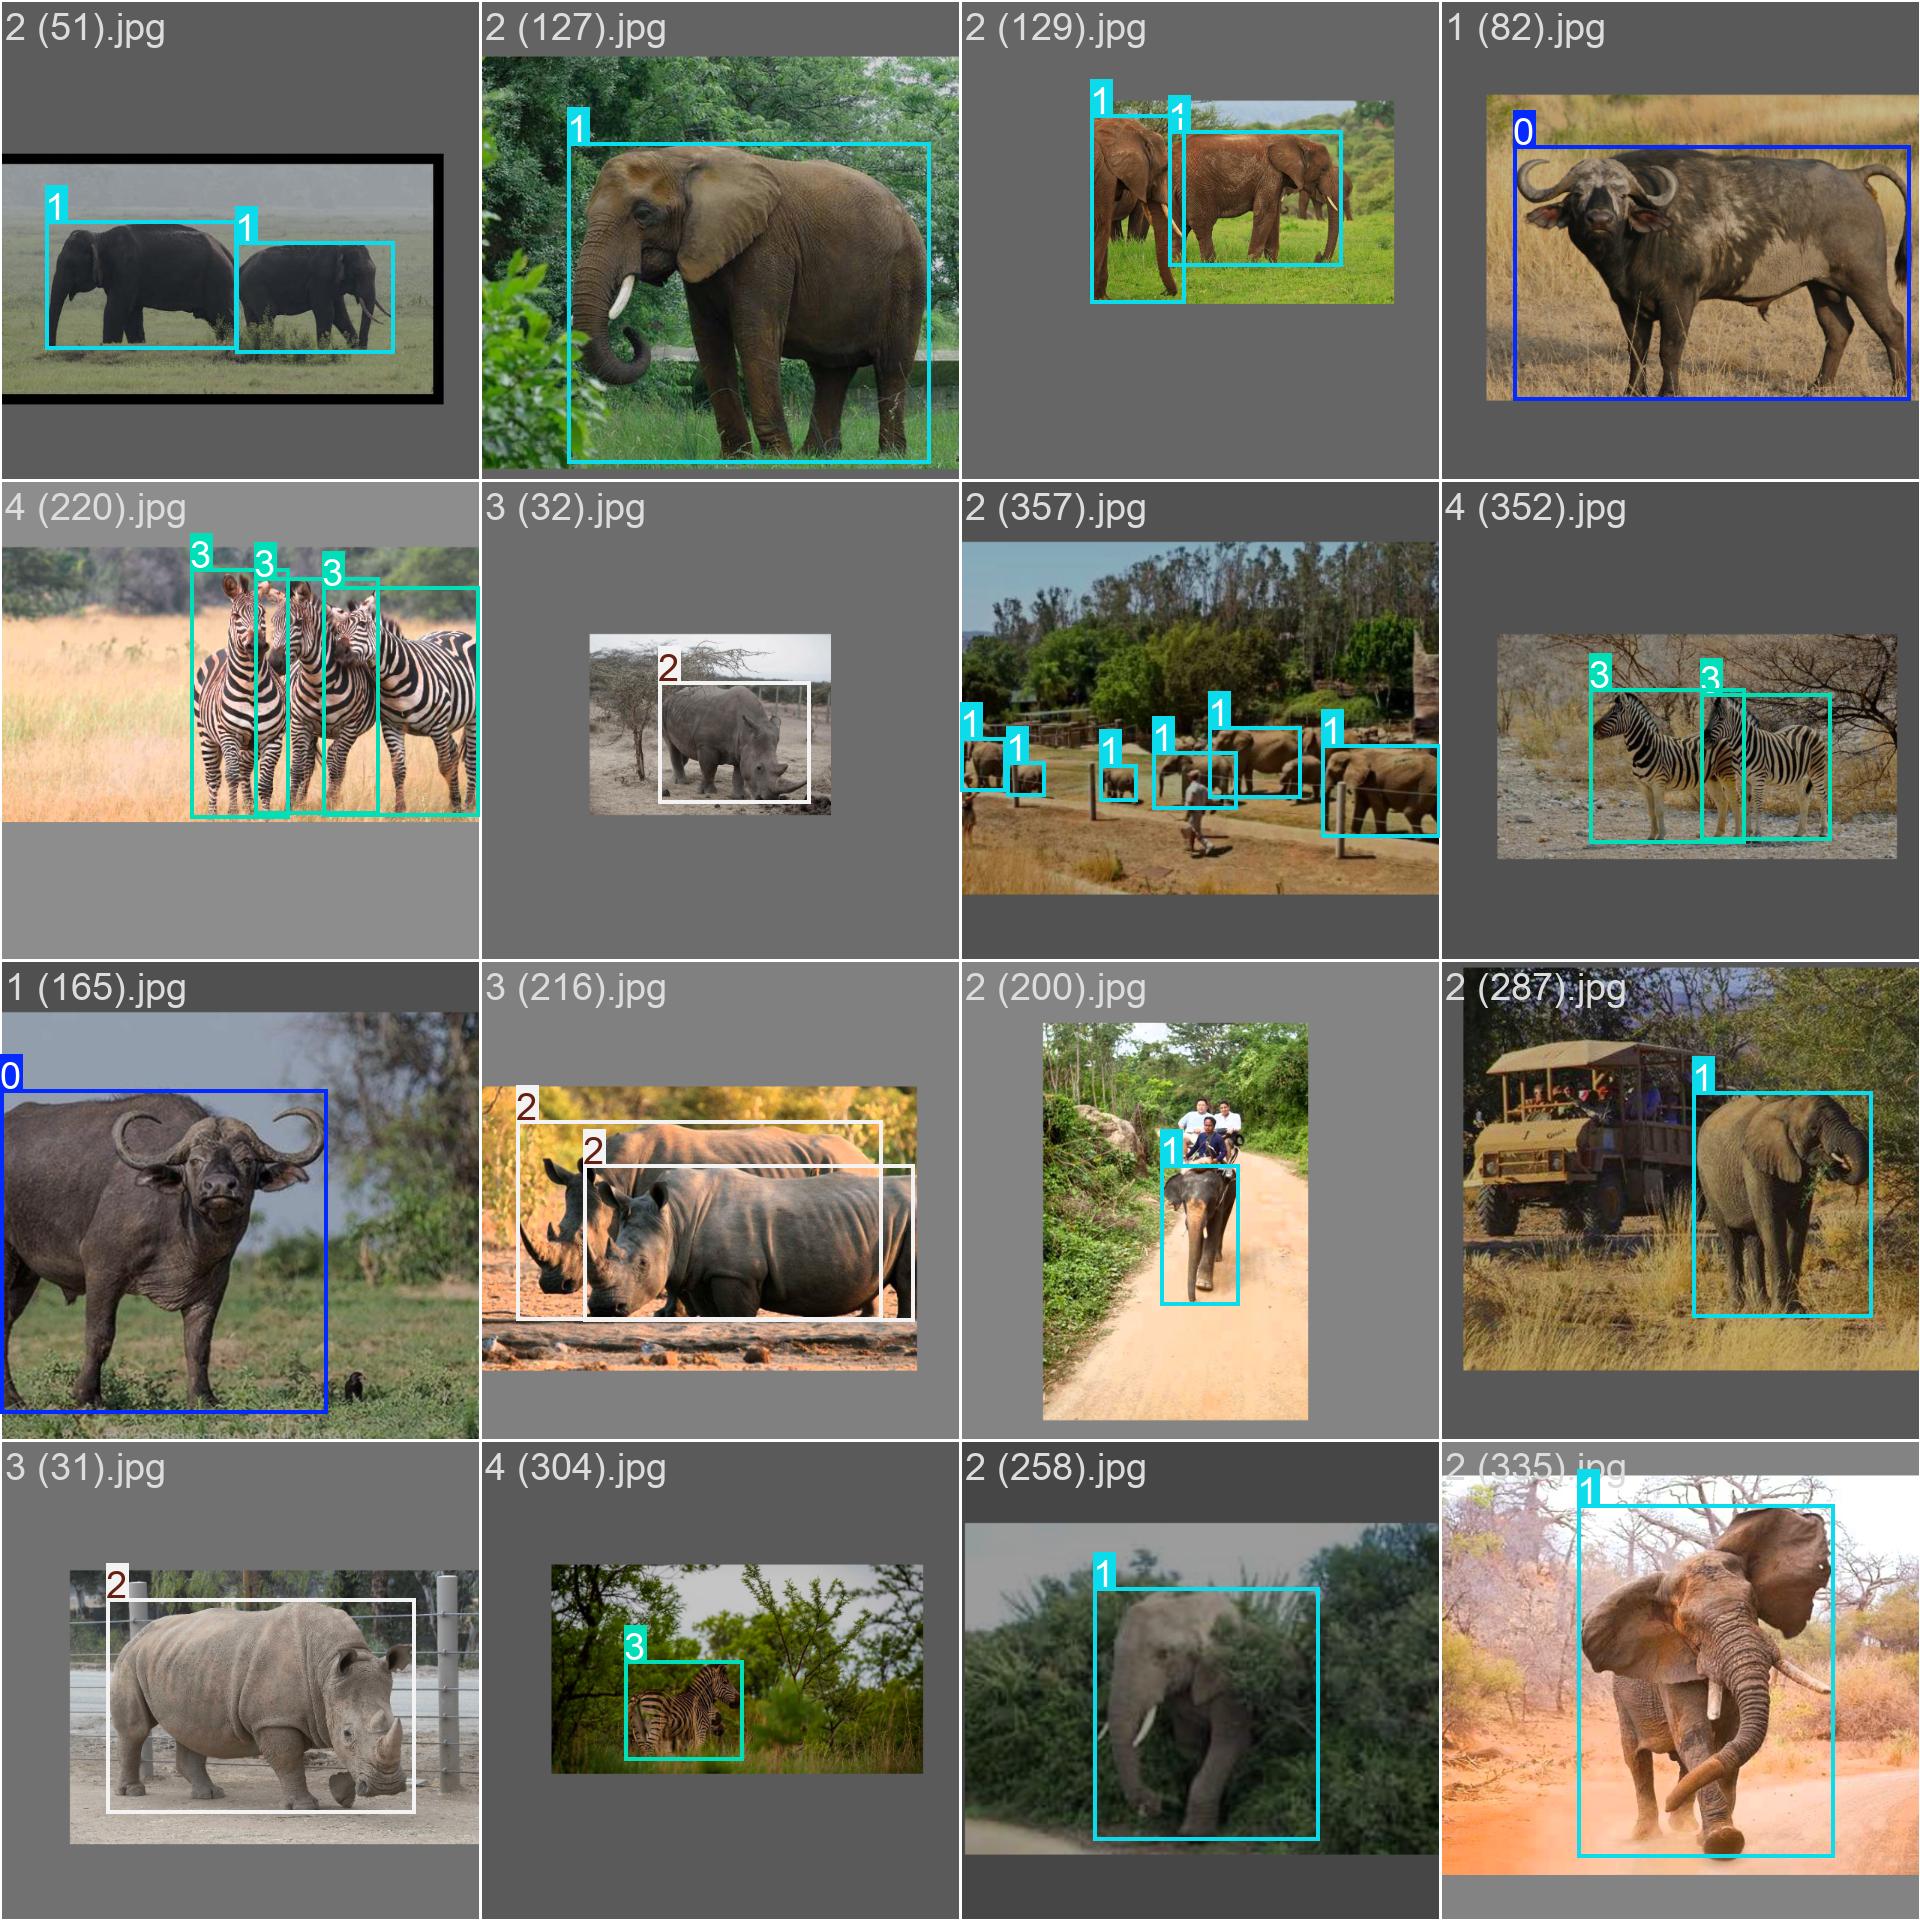 2 (51).jpg
2 (127).jpg
2 (129).jpg
1 (82).jpg
1
1
1
1
1
0
4 (220).jpg
3 (32).jpg
2 (357).jpg
4 (352).jpg
3
3
3
2
1
1
1
1
1
1
3
3
1 (165).jpg
3 (216).jpg
2 (200).jpg
2 (287).jpg
0
2
2
1
1
3 (31).jpg
4 (304).jpg
2 (258).jpg
2 (335).jpg
2
3
1
1